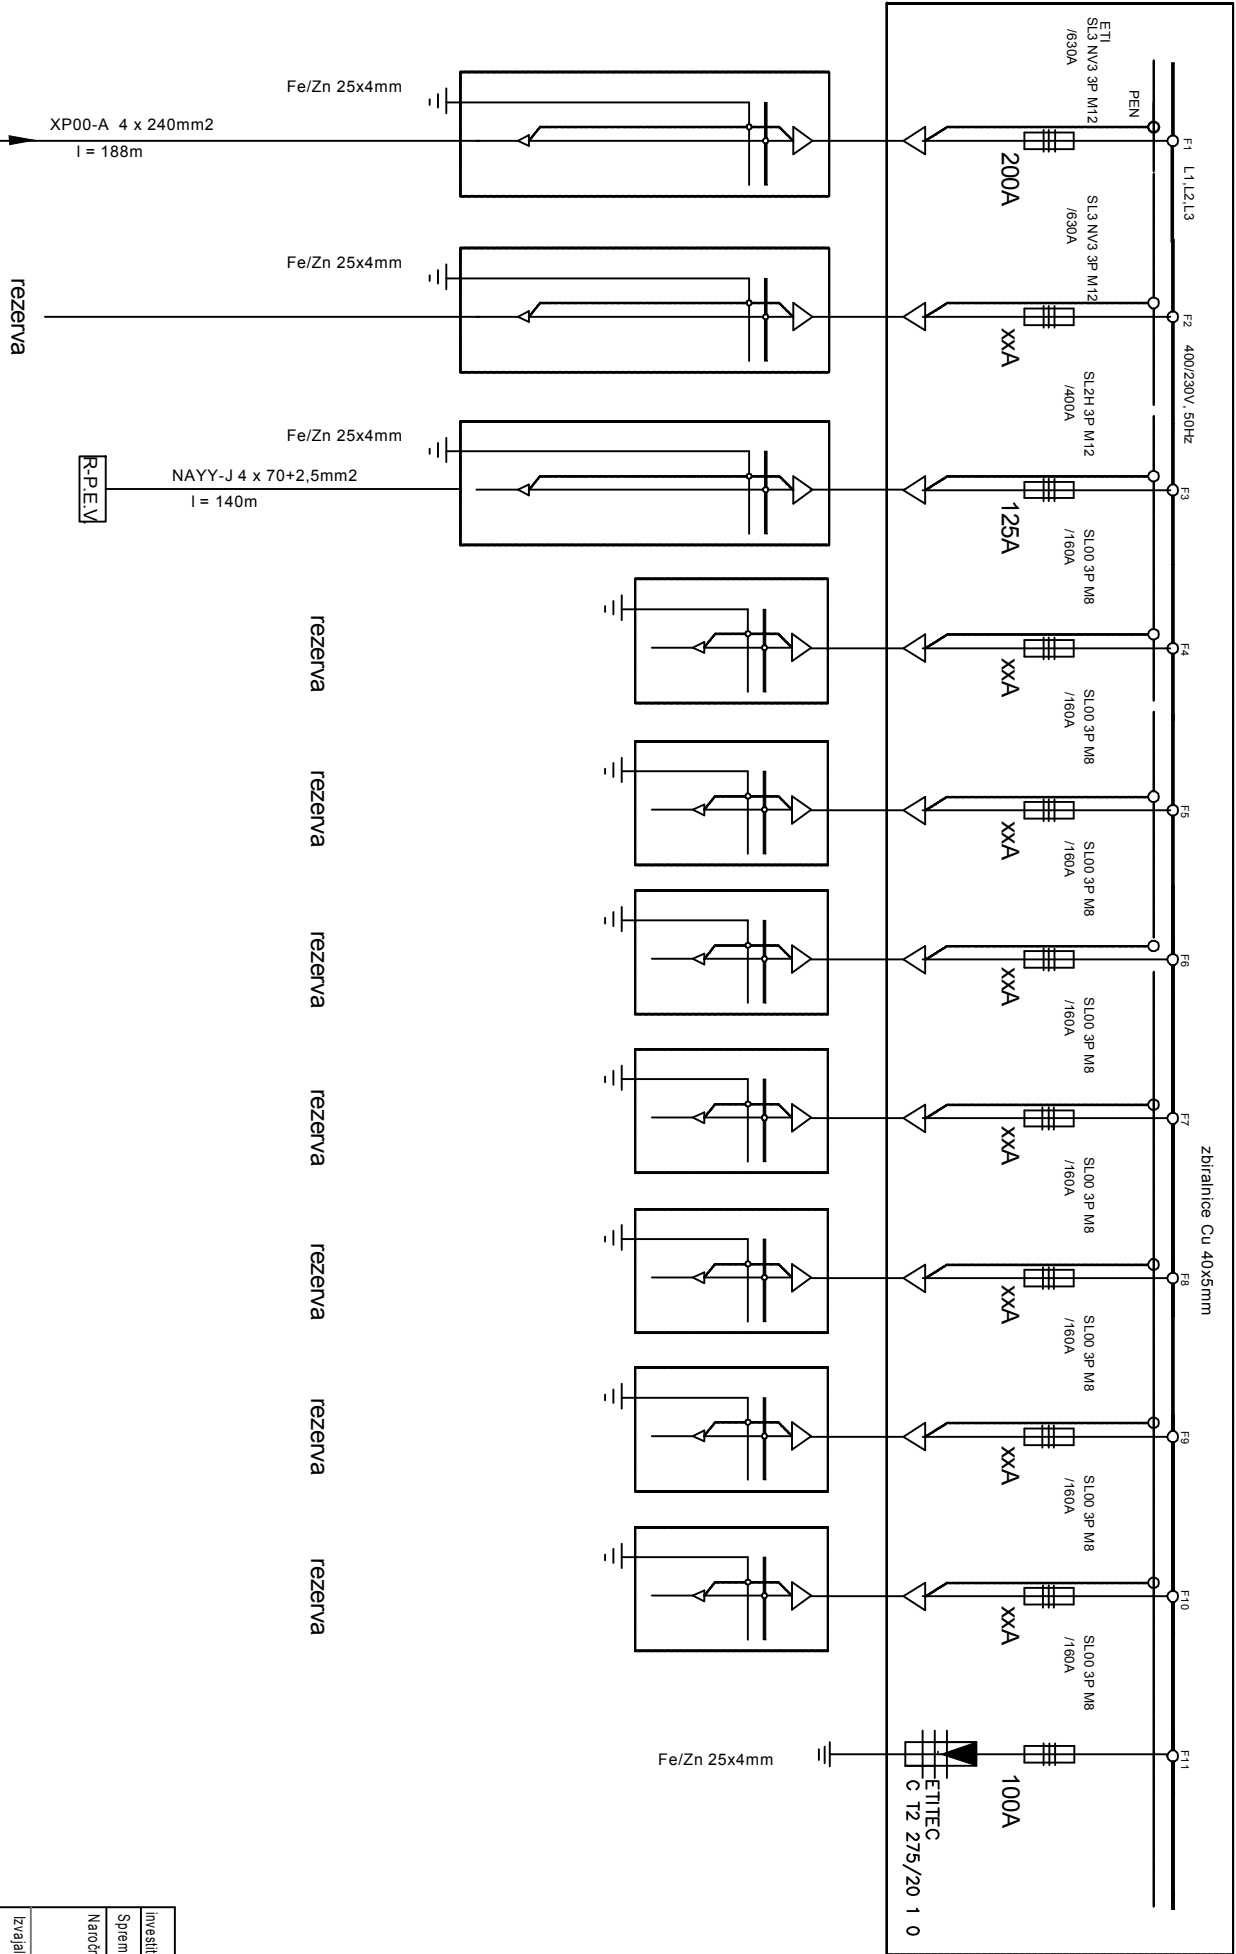 zbiralnice Cu 40x5mm
F1
L1,L2,L3
F2
400/230V, 50Hz
F3
F4
F5
F6
F7
F8
F9
F10
F11
PEN
ETI
SL3 NV3 3P M12
/630A
SL3 NV3 3P M12
/630A
SL2H 3P M12
/400A
SL00 3P M8
/160A
SL00 3P M8
/160A
SL00 3P M8
/160A
SL00 3P M8
/160A
SL00 3P M8
/160A
SL00 3P M8
/160A
SL00 3P M8
/160A
SL00 3P M8
/160A
200A
xxA
125A
xxA
xxA
xxA
xxA
xxA
xxA
xxA
100A
ETITEC
C T2 275/20 1 0
Fe/Zn 25x4mm
Fe/Zn 25x4mm
Fe/Zn 25x4mm
Fe/Zn 25x4mm
XP00-A 4 x 240mm2
l = 188m
NAYY-J 4 x 70+2,5mm2
l = 140m
R-P.E.V.
rezerva
rezerva
rezerva
rezerva
rezerva
rezerva
rezerva
rezerva